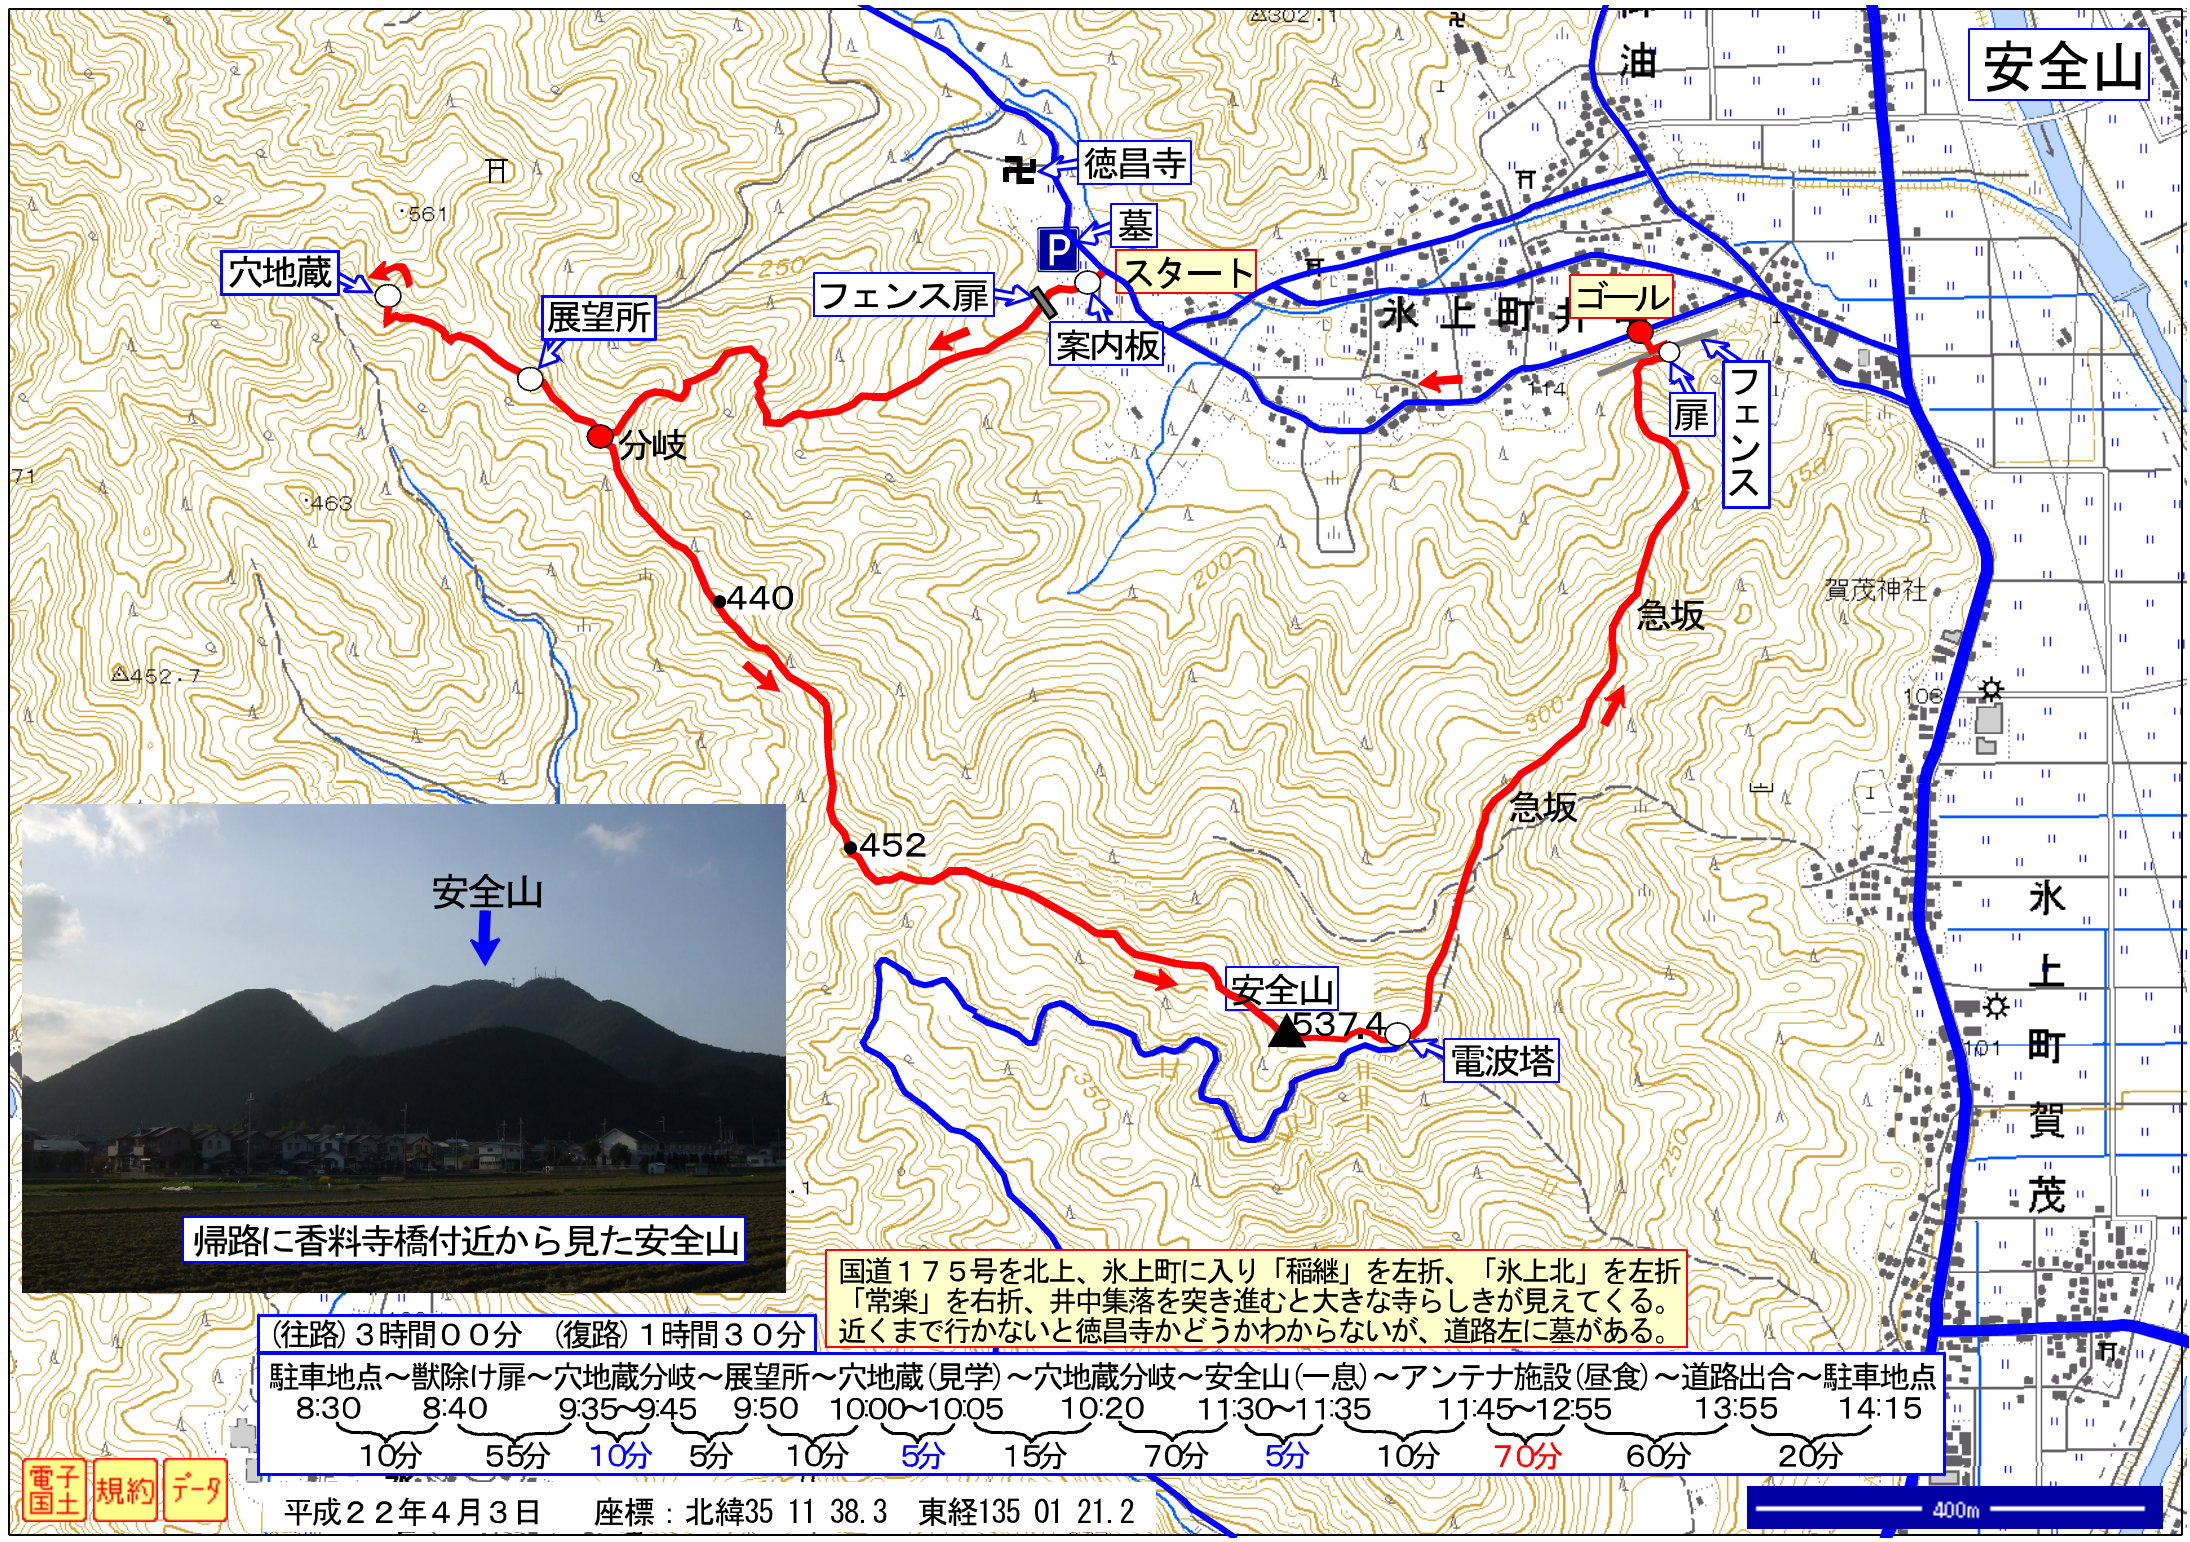 302.1
油
安全山
徳昌寺
561
墓
穴地蔵
250
スタート
フェンス扉
ゴール
展望所
氷上町井
案内板
フェンス
114
扉
分岐
71
150
463
200
440
賀茂神社
急坂
452.7
108
300
急坂
452
安全山
氷上町賀茂
安全山
537.4
101
電波塔
350
250
.1
帰路に香料寺橋付近から見た安全山
国道175号を北上、氷上町に入り「稲継」を左折、「氷上北」を左折
「常楽」を右折、井中集落を突き進むと大きな寺らしきが見えてくる。
近くまで行かないと徳昌寺かどうかわからないが、道路左に墓がある。
(往路)3時間00分 (復路)1時間30分
駐車地点～獣除け扉～穴地蔵分岐～展望所～穴地蔵(見学)～穴地蔵分岐～安全山(一息)～アンテナ施設(昼食)～道路出合～駐車地点
8:30 8:40 9:35～9:45 9:50 10:00～10:05 10:20 11:30～11:35 11:45～12:55 13:55 14:15
10分 55分 10分 5分 10分 5分 15分 70分 5分 10分 70分 60分 20分
電子国土 規約 データ
平成22年4月3日 座標：北緯35 11 38.3 東経135 01 21.2
400m